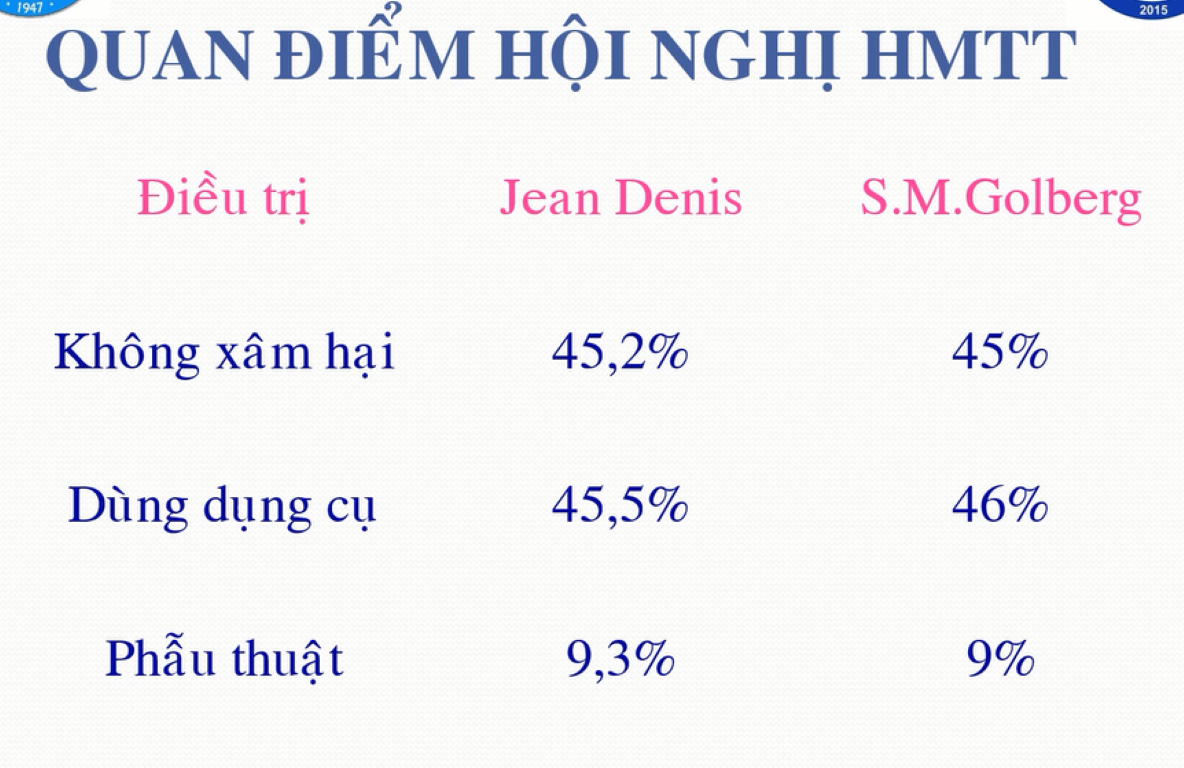 1947
2015
QUAN ĐIỂM HỘI NGHỊ HMTT
Điều trị Jean Denis S.M.Golberg
Không xâm hại 45,2% 45%
Dùng dụng cụ 45,5% 46%
Phẫu thuật 9,3% 9%